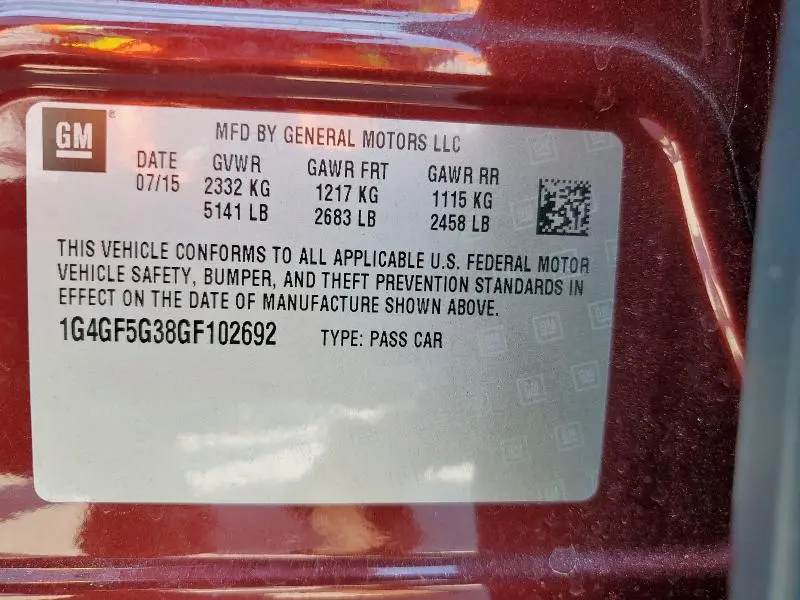 GM
MFD BY GENERAL MOTORS LLC
DATE GVWR GAWR FRT GAWR RR
07/15 2332 KG 1217 KG 1115 KG
5141 LB 2683 LB 2458 LB
THIS VEHICLE CONFORMS TO ALL APPLICABLE U.S. FEDERAL MOTOR
VEHICLE SAFETY, BUMPER, AND THEFT PREVENTION STANDARDS IN
EFFECT ON THE DATE OF MANUFACTURE SHOWN ABOVE.
1G4GF5G38GF102692 TYPE: PASS CAR